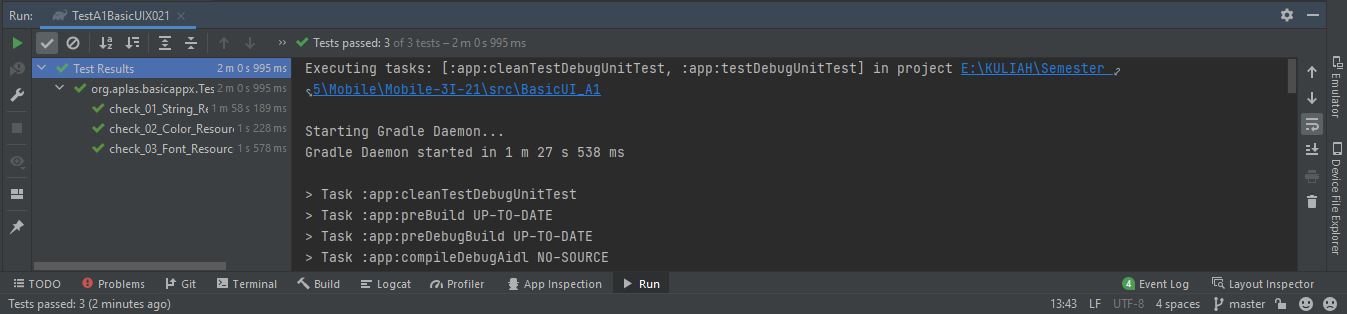 Run: TestA1BasicUIX021
Tests passed: 3 of 3 tests – 2 m 0 s 995 ms
Test Results 2 m 0 s 995 ms
org.aplas.basicappx.Tes 2 m 0 s 995 ms
check_01_String_Re 1 m 58 s 189 ms
check_02_Color_Resour 1 s 228 ms
check_03_Font_Resourc 1 s 578 ms
Executing tasks: [:app:cleanTestDebugUnitTest, :app:testDebugUnitTest] in project E:\KULIAH\Semester
5\Mobile\Mobile-3I-21\src\BasicUI_A1
Starting Gradle Daemon...
Gradle Daemon started in 1 m 27 s 538 ms
> Task :app:cleanTestDebugUnitTest
> Task :app:preBuild UP-TO-DATE
> Task :app:preDebugBuild UP-TO-DATE
> Task :app:compileDebugAidl NO-SOURCE
Emulator
Device File Explorer
TODO Problems Git Terminal Build Logcat Profiler App Inspection Run 4 Event Log Layout Inspector
Tests passed: 3 (2 minutes ago) 13:43 LF UTF-8 4 spaces master